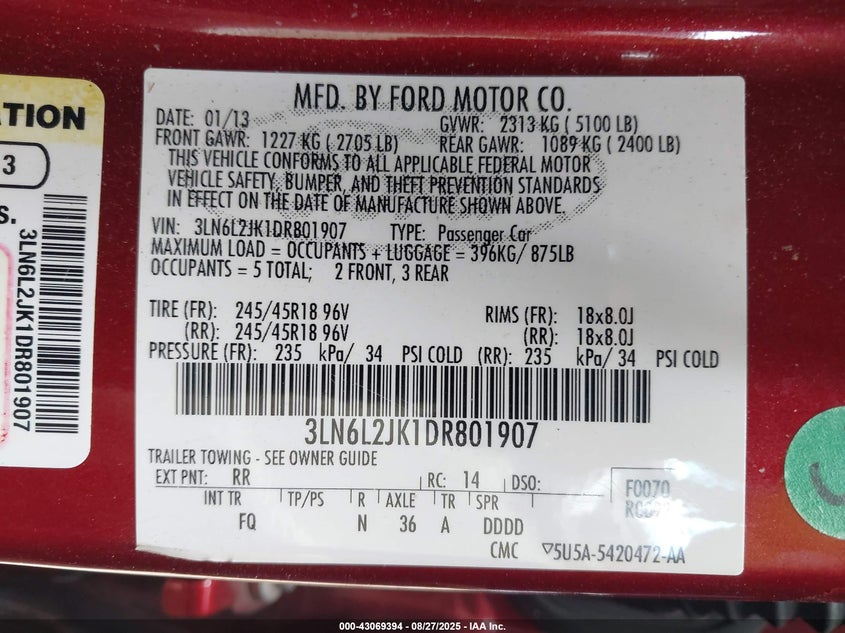 ATION
3
S.
3LN6L2JK1DR801907
MFD. BY FORD MOTOR CO.
DATE: 01/13 GVWR: 2313 KG ( 5100 LB)
FRONT GAWR: 1227 KG ( 2705 LB) REAR GAWR: 1089 KG ( 2400 LB)
THIS VEHICLE CONFORMS TO ALL APPLICABLE FEDERAL MOTOR
VEHICLE SAFETY, BUMPER, AND THEFT PREVENTION STANDARDS
IN EFFECT ON THE DATE OF MANUFACTURE SHOWN ABOVE.
VIN: 3LN6L2JK1DR801907 TYPE: Passenger Car
MAXIMUM LOAD = OCCUPANTS + LUGGAGE = 396KG/ 875LB
OCCUPANTS = 5 TOTAL; 2 FRONT, 3 REAR
TIRE (FR): 245/45R18 96V RIMS (FR): 18x8.0J
(RR): 245/45R18 96V (RR): 18x8.0J
PRESSURE (FR): 235 kPa/ 34 PSI COLD (RR): 235 kPa/ 34 PSI COLD
3LN6L2JK1DR801907
TRAILER TOWING - SEE OWNER GUIDE
EXT PNT: RR RC: 14 DSO: F0070
INT TR TP/PS R AXLE TR SPR
FQ N 36 A DDDD
CMC ▽5U5A-5420472-AA
000-43069394 - 08/27/2025 - IAA Inc.